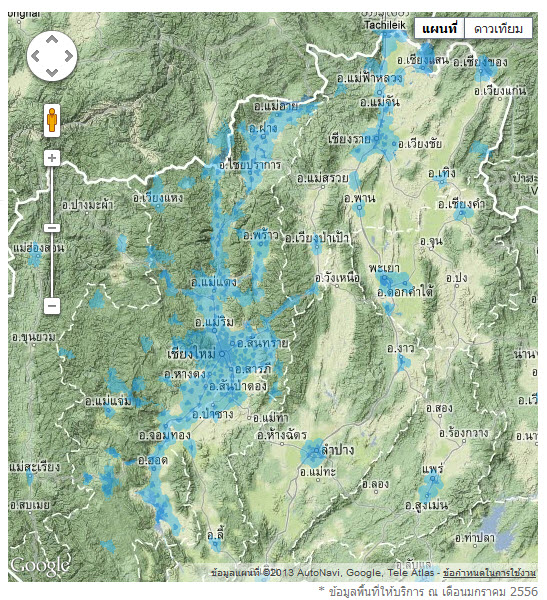 onghai
Tachileik
แผนที่
ดาวเทียม
อ.เชียงแสน
อ.เชียงของ
อ.แม่ฟ้าหลวง
อ.เวียงแก่น
อ.แม่จัน
อ.แม่อาย
อ.ฝาง
เชียงราย
อ.เวียงชัย
อ.ไชยปราการ
อ.แม่สรวย
อ.เทิง
อ.ปางมะผ้า
อ.เวียงแหง
อ.พาน
อ.เชียงคำ
แม่ฮ่องสอน
อ.พร้าว
อ.เวียงป่าเป้า
อ.จุน
อ.แม่แตง
อ.วังเหนือ
พะเยา
อ.ปง
อ.ดอกคำใต้
อ.แม่ริม
อ.ขุนยวม
อ.สันทราย
เชียงใหม่
อ.งาว
น่าน
อ.หางดง
อ.สารภี
อ.สันป่าตอง
อ.แม่แจ่ม
อ.ป่าซาง
อ.แม่ทา
อ.สอง
อ.จอมทอง
อ.ห้างฉัตร
อ.ร้องกวาง
ลำปาง
อ.ฮอด
อ.แม่ทะ
แพร่
แม่สะเรียง
อ.ลอง
อ.สบเมย
อ.สูงเม่น
อ.ลี้
อ.ท่าปลา
อ.ลับแล
Google
ข้อมูลแผนที่ ©2013 AutoNavi, Google, Tele Atlas - ข้อกำหนดในการใช้งาน
* ข้อมูลพื้นที่ให้บริการ ณ เดือนมกราคม 2556